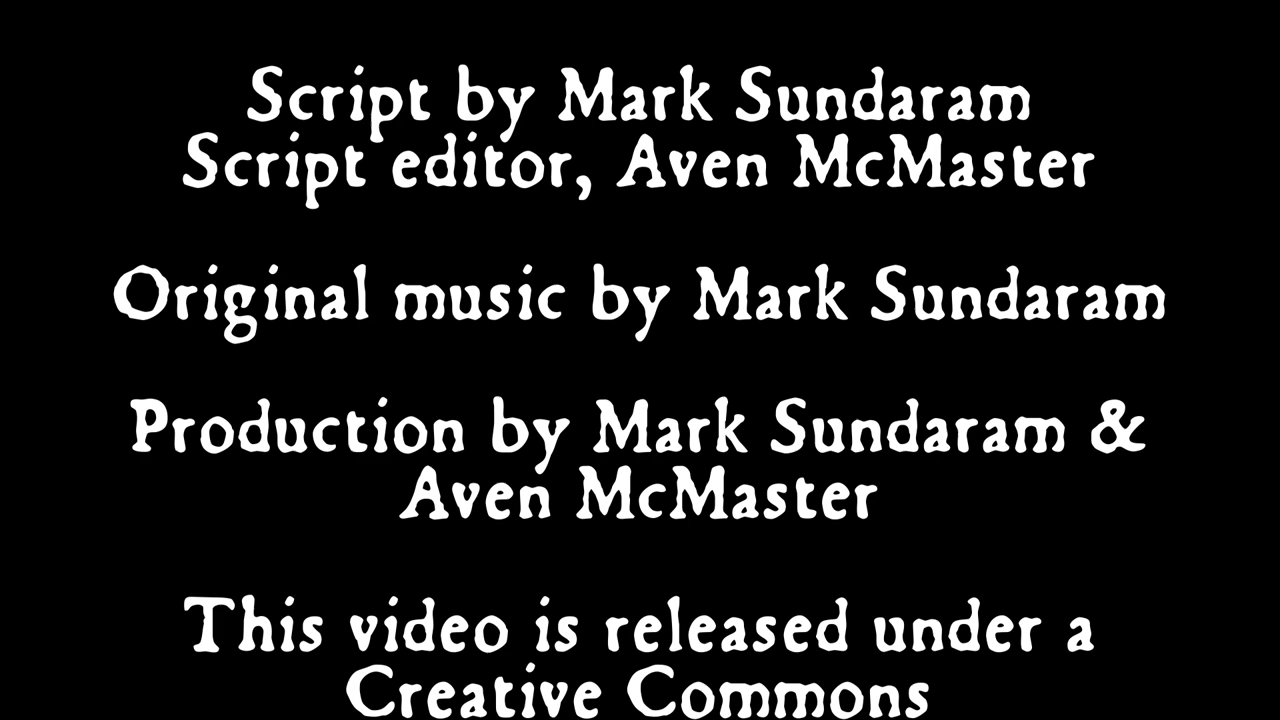 Script by Mark Sundaram
Script editor, Aven McMaster
Original music by Mark Sundaram
Production by Mark Sundaram &
Aven McMaster
This video is released under a
Creative Commons